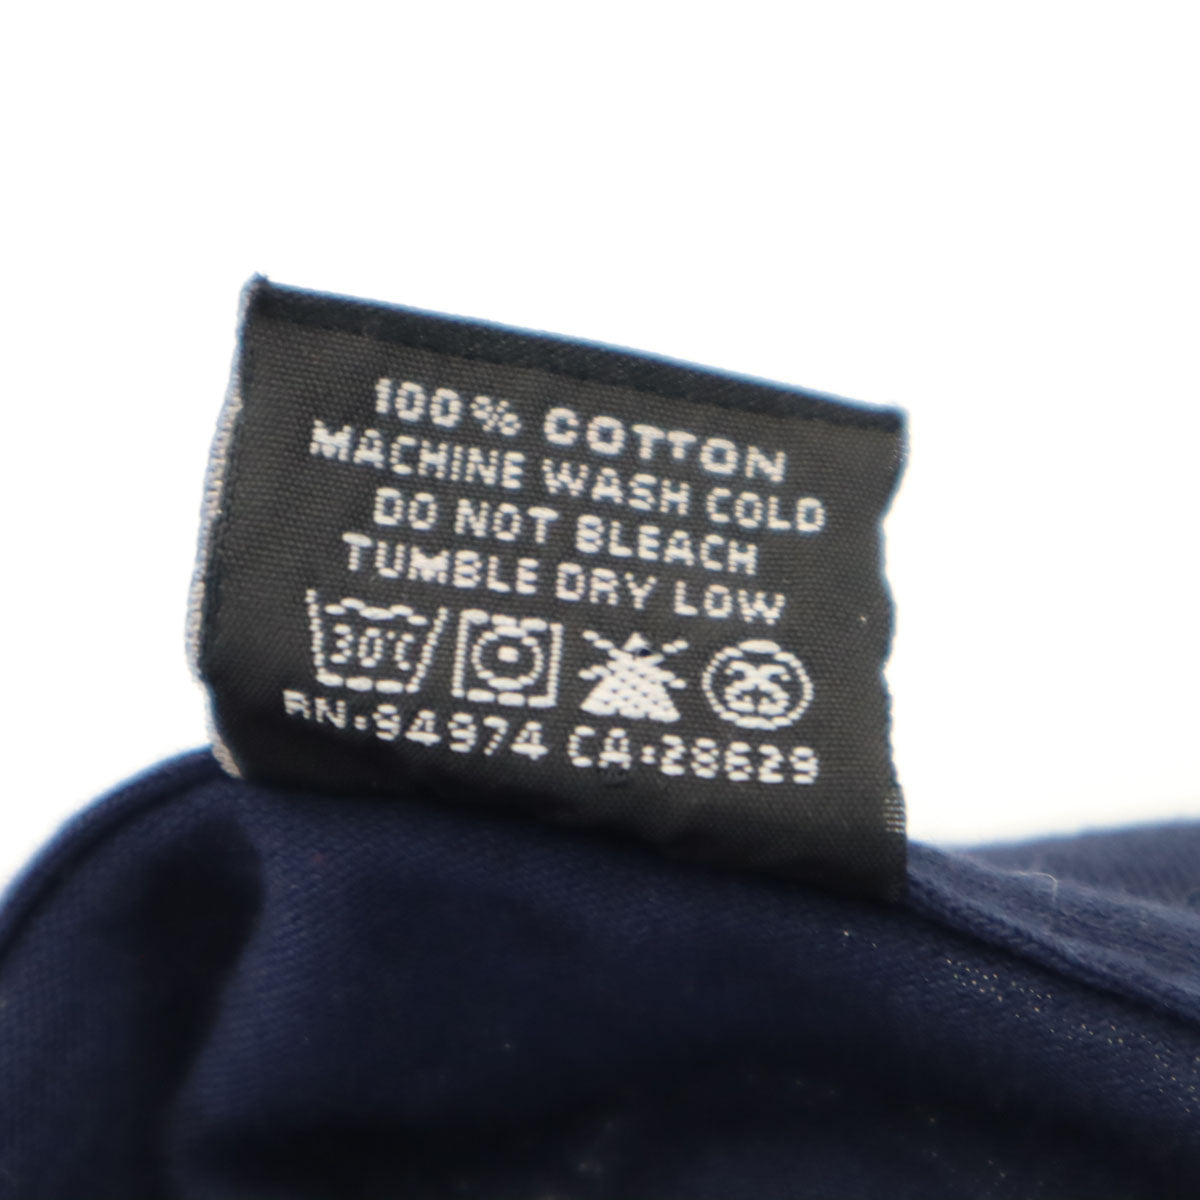 100% COTTON
MACHINE WASH COLD
DO NOT BLEACH
TUMBLE DRY LOW
30°C
RN:94974 CA:28629